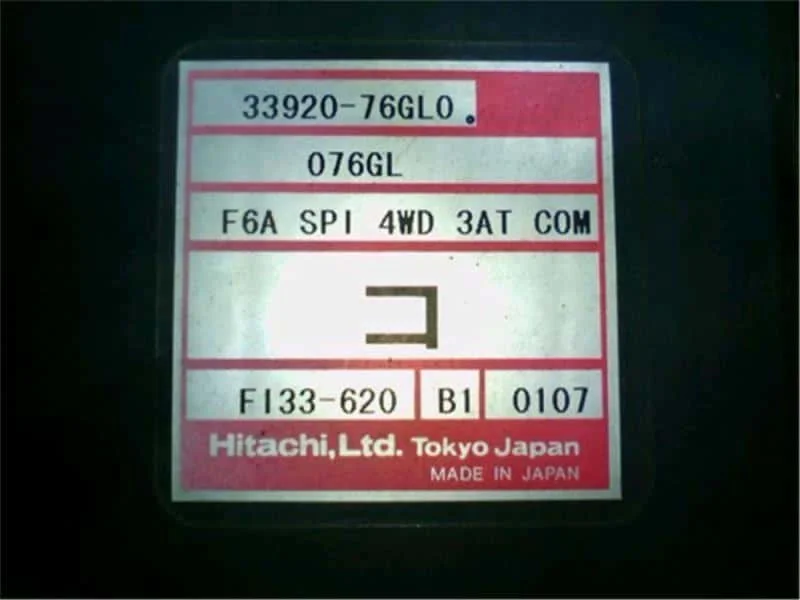 33920-76GL0.
076GL
F6A SPI 4WD 3AT COM
コ
FI33-620 B1 0107
Hitachi,Ltd. Tokyo Japan
MADE IN JAPAN